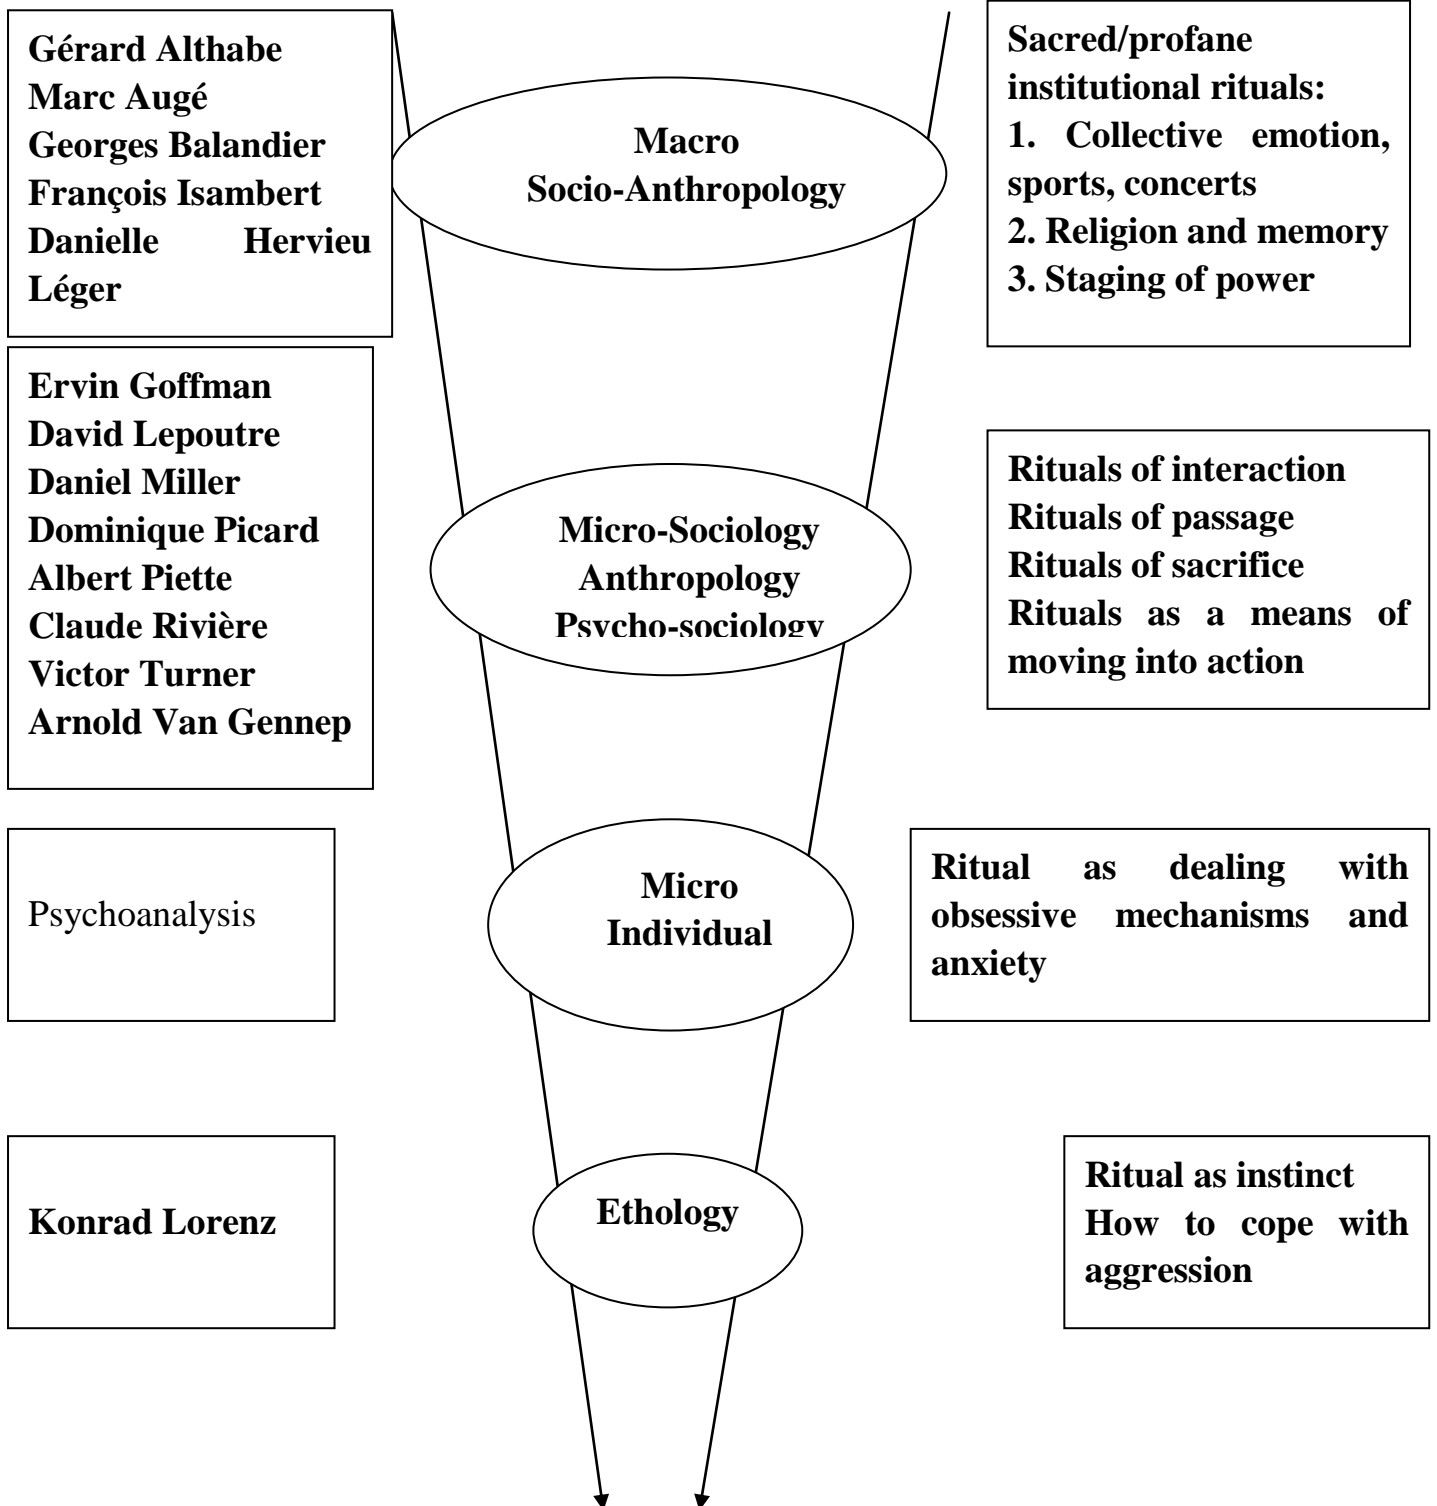 Gérard Althabe
Marc Augé
Georges Balandier
François Isambert
Danielle Hervieu
Léger
Macro
Socio-Anthropology
Sacred/profane
institutional rituals:
1. Collective emotion,
sports, concerts
2. Religion and memory
3. Staging of power
Ervin Goffman
David Lepoutre
Daniel Miller
Dominique Picard
Albert Piette
Claude Rivière
Victor Turner
Arnold Van Gennep
Micro-Sociology
Anthropology
Psycho-sociology
Rituals of interaction
Rituals of passage
Rituals of sacrifice
Rituals as a means of
moving into action
Psychoanalysis
Micro
Individual
Ritual as dealing with
obsessive mechanisms and
anxiety
Konrad Lorenz
Ethology
Ritual as instinct
How to cope with
aggression